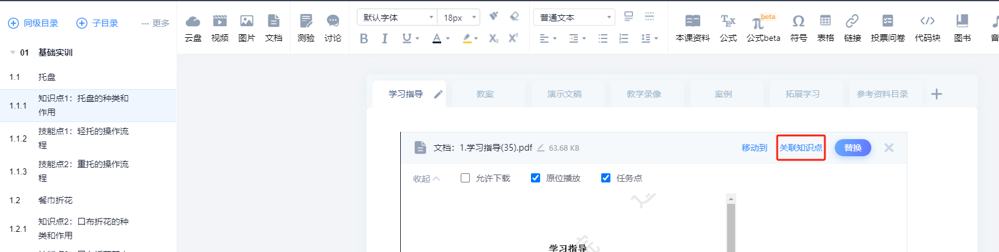 同级目录 子目录 ··· 更多
01 基础实训
1.1 托盘
1.1.1 知识点1：托盘的种类和
作用
1.1.2 技能点1：轻托的操作流
程
1.1.3 技能点2：重托的操作流
程
1.2 餐巾折花
1.2.1 知识点2：口布折花的种
类和作用
云盘 视频 图片 文档 测验 讨论
默认字体 18px
B I U A X₂ X²
普通文本
beta
本课资料 公式 公式beta 符号 表格 链接 投票问卷 代码块 图书 音
学习指导 教案 演示文稿 教学录像 案例 拓展学习 参考资料目录
文档：1.学习指导(35).pdf 63.68 KB 移动到 关联知识点 替换
收起 允许下载 原位播放 任务点
学习指导